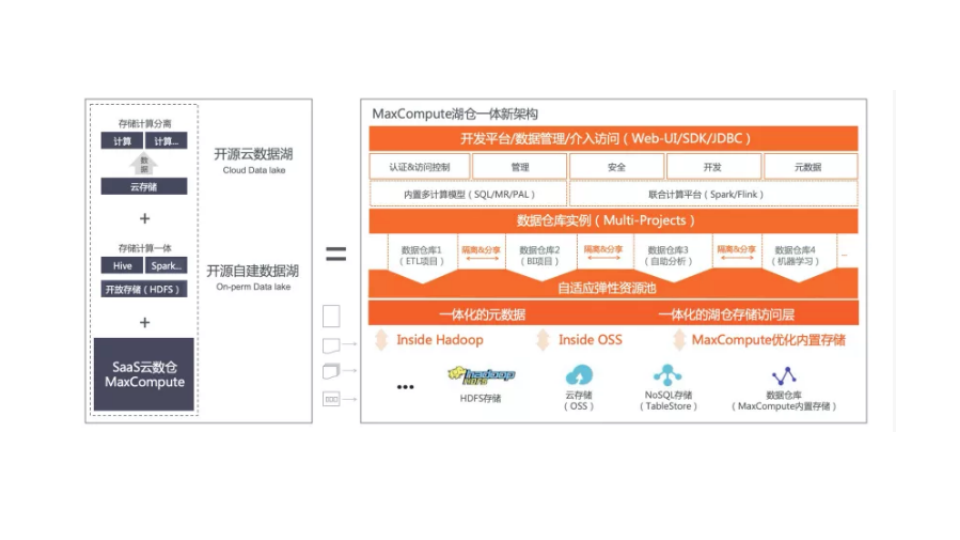 存储计算分离
计算 计算...
数
据
云存储
开源云数据湖
Cloud Data lake
+
存储计算一体
Hive Spark...
开放存储（HDFS）
开源自建数据湖
On-perm Data lake
+
SaaS云数仓
MaxCompute
=
MaxCompute湖仓一体新架构
开发平台/数据管理/介入访问（Web-UI/SDK/JDBC）
认证&访问控制 管理 安全 开发 元数据
内置多计算模型（SQL/MR/PAL） 联合计算平台（Spark/Flink）
数据仓库实例（Multi-Projects）
数据仓库1 隔离&分享 数据仓库2 隔离&分享 数据仓库3 隔离&分享 数据仓库4 ...
（ETL项目） （BI项目） （自助分析） （机器学习）
自适应弹性资源池
一体化的元数据 一体化的湖仓存储访问层
Inside Hadoop Inside OSS MaxCompute优化内置存储
... hadoop
HDFS
HDFS存储 云存储 NoSQL存储 数据仓库
（OSS） （TableStore） （MaxCompute内置存储）